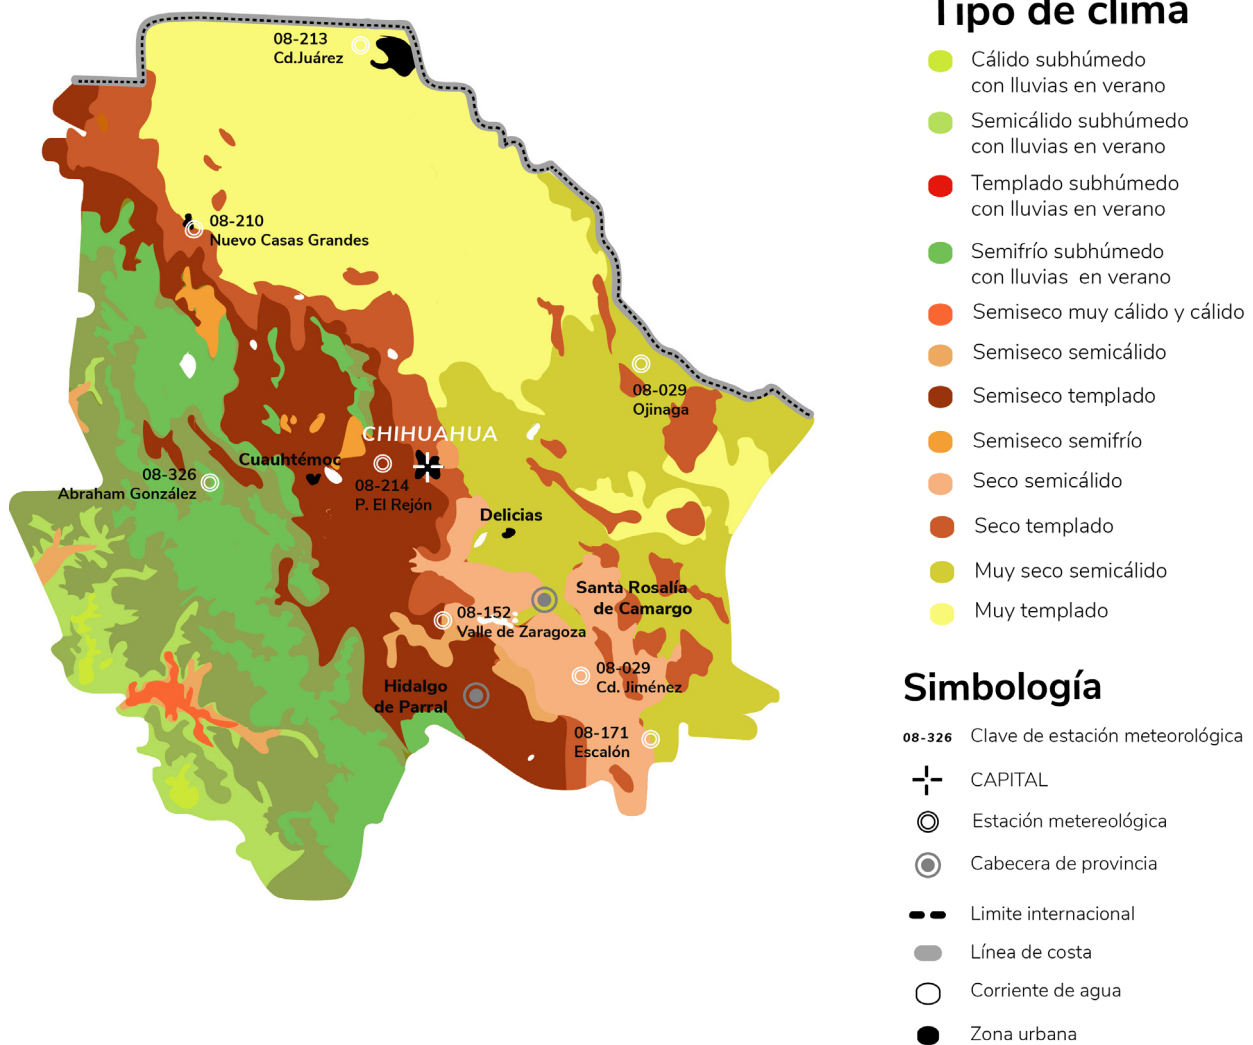 08-213
Cd.Juárez
08-210
Nuevo Casas Grandes
08-029
Ojinaga
CHIHUAHUA
Cuauhtémoc
08-326
Abraham González
08-214
P. El Rejón
Delicias
Santa Rosalía
de Camargo
08-152
Valle de Zaragoza
08-029
Cd. Jiménez
Hidalgo
de Parral
08-171
Escalón
Tipo de clima
Cálido subhúmedo
con lluvias en verano
Semicálido subhúmedo
con lluvias en verano
Templado subhúmedo
con lluvias en verano
Semifrío subhúmedo
con lluvias en verano
Semiseco muy cálido y cálido
Semiseco semicálido
Semiseco templado
Semiseco semifrío
Seco semicálido
Seco templado
Muy seco semicálido
Muy templado
Simbología
08-326 Clave de estación meteorológica
CAPITAL
Estación metereológica
Cabecera de provincia
Limite internacional
Línea de costa
Corriente de agua
Zona urbana